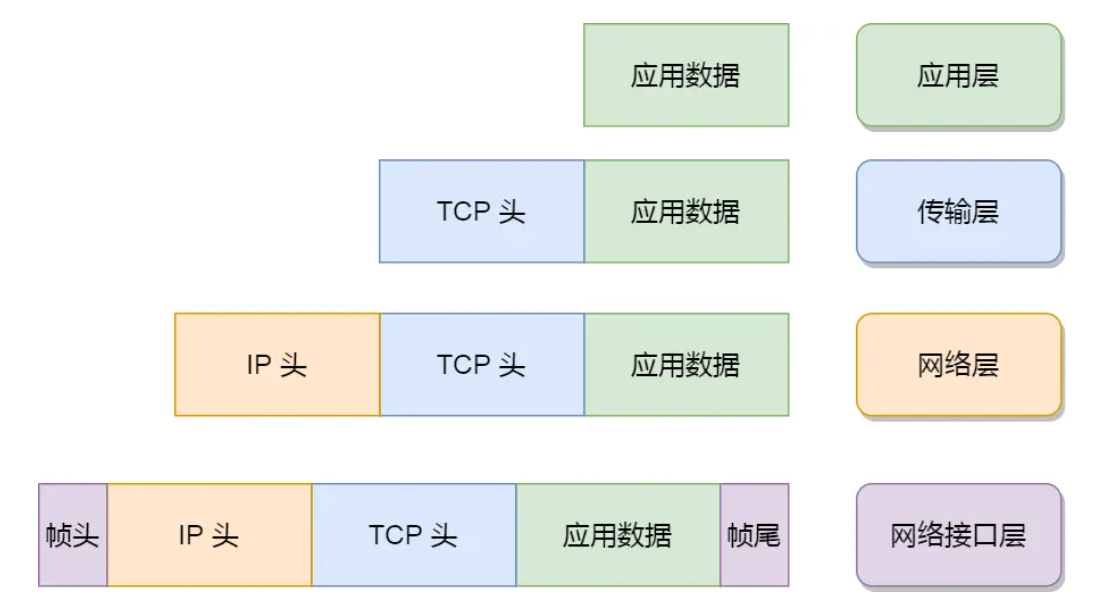 应用数据 应用层
TCP 头 应用数据 传输层
IP 头 TCP 头 应用数据 网络层
帧头 IP 头 TCP 头 应用数据 帧尾 网络接口层